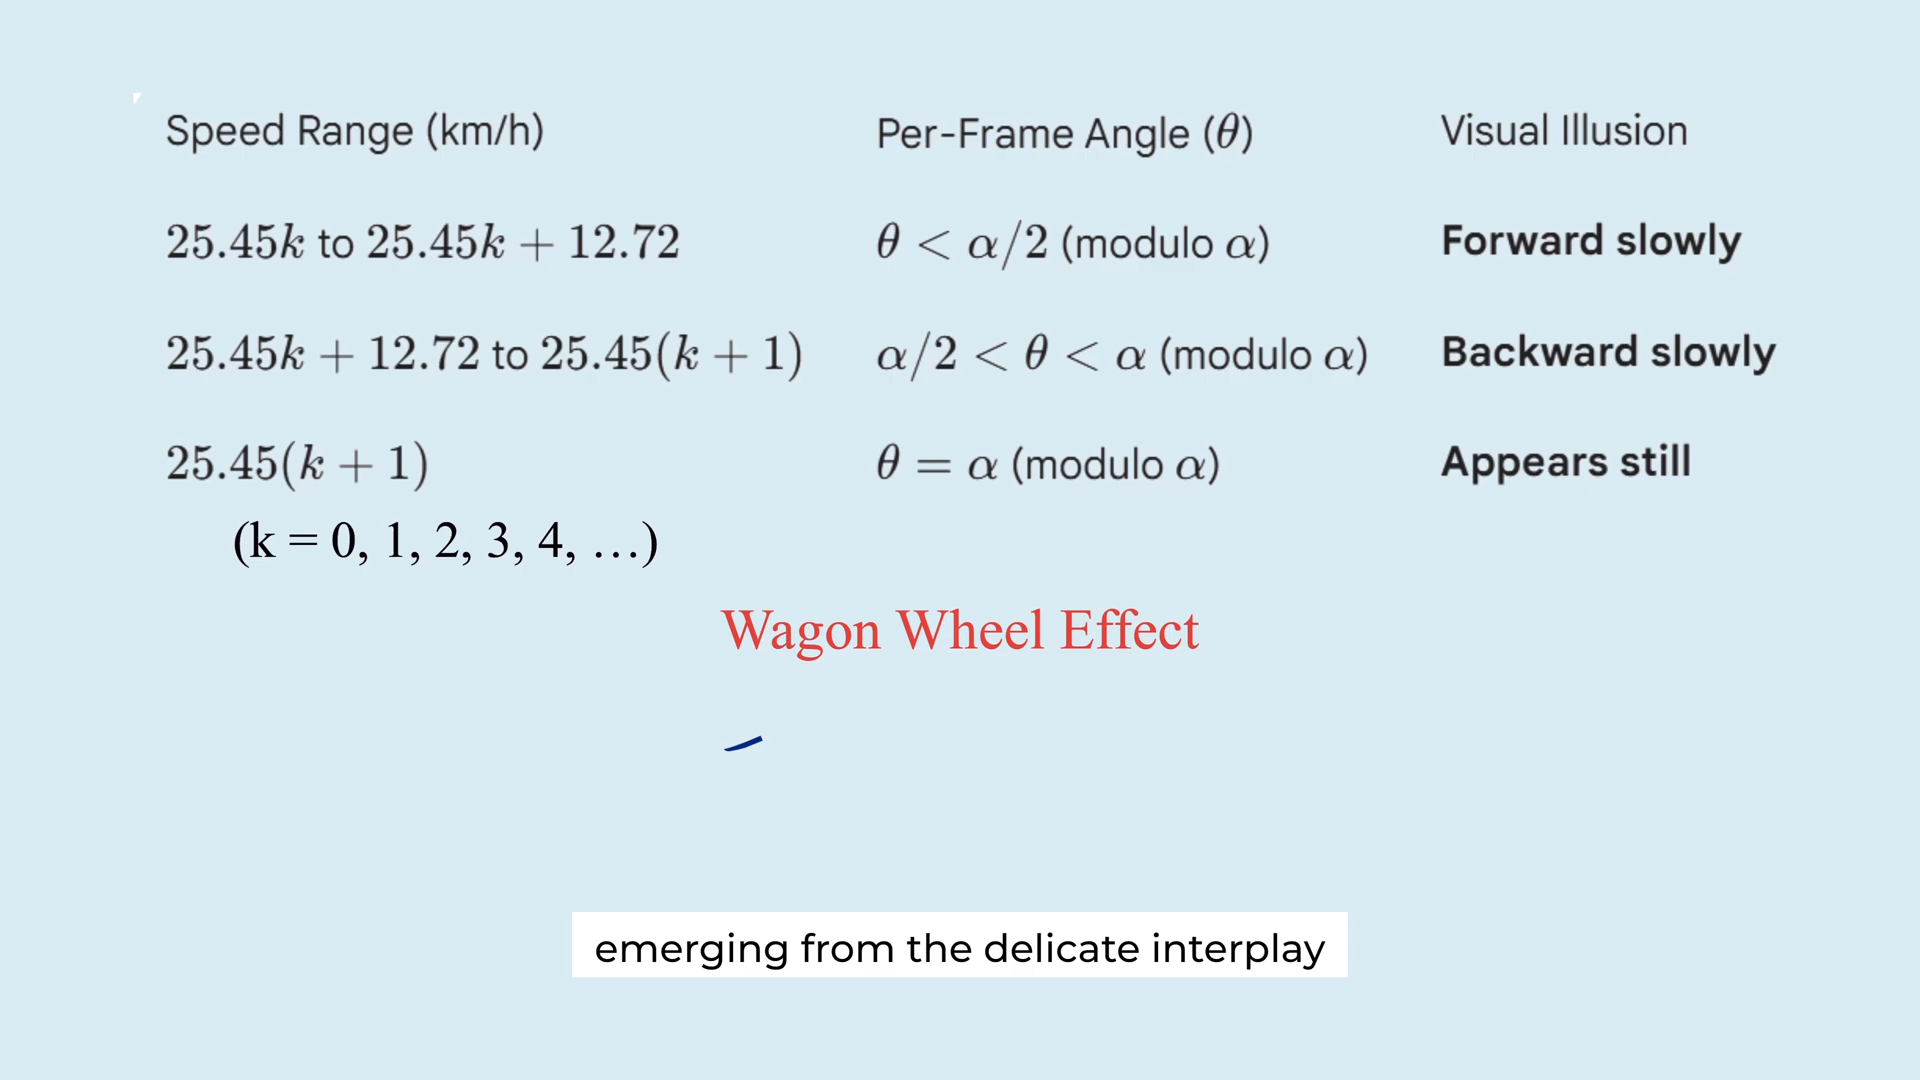 Speed Range (km/h) Per-Frame Angle (θ) Visual Illusion
25.45k to 25.45k + 12.72 θ < α/2 (modulo α) Forward slowly
25.45k + 12.72 to 25.45(k + 1) α/2 < θ < α (modulo α) Backward slowly
25.45(k + 1) θ = α (modulo α) Appears still
(k = 0, 1, 2, 3, 4, …)
Wagon Wheel Effect
emerging from the delicate interplay